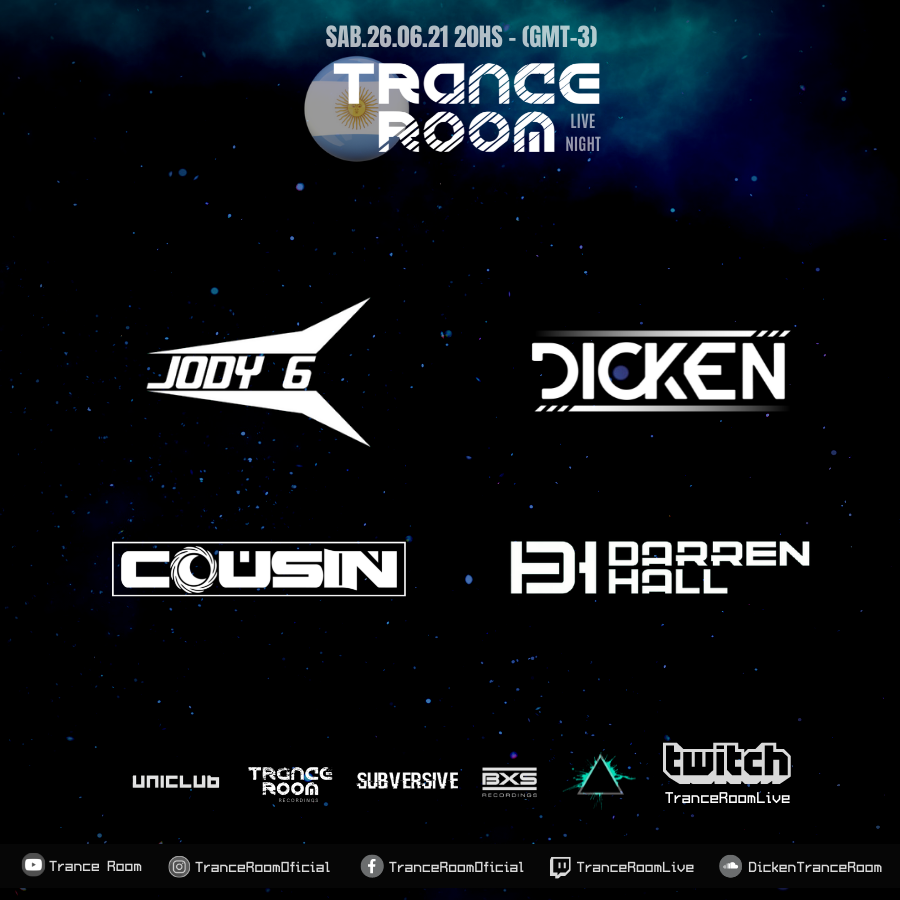 SAB.26.06.21 20HS - (GMT-3)
TRANCE
ROOM
LIVE
NIGHT
JODY 6
DICKEN
COUSIN
DH DARREN
HALL
UNICLUB
TRANCE
ROOM
RECORDINGS
SUBVERSIVE
BXS
RECORDINGS
twitch
TranceRoomLive
Trance Room
TranceRoomOficial
TranceRoomOficial
TranceRoomLive
DickenTranceRoom